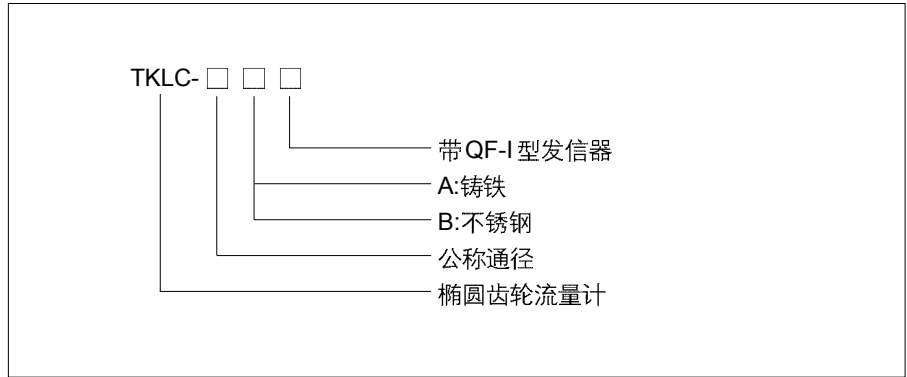 TKLC- □ □ □
带QF-I型发信器
A:铸铁
B:不锈钢
公称通径
椭圆齿轮流量计